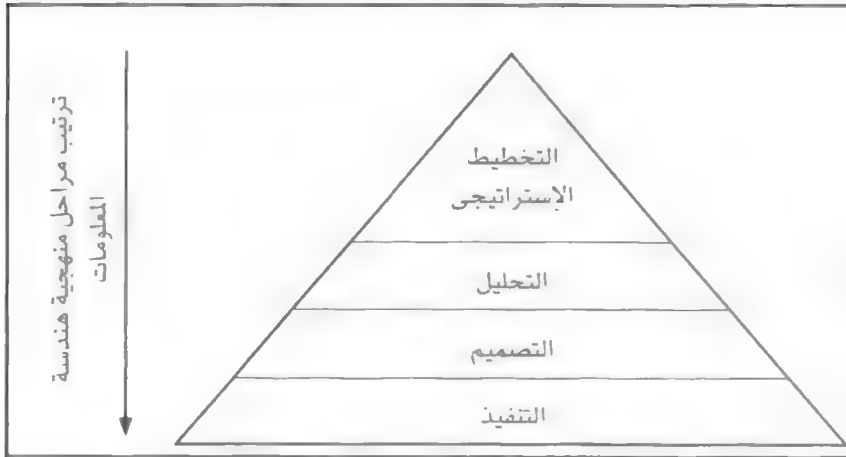 ترتيب مراحل منهجية هندسة
المعلومات
التخطيط
الإستراتيجى
التحليل
التصميم
التنفيذ